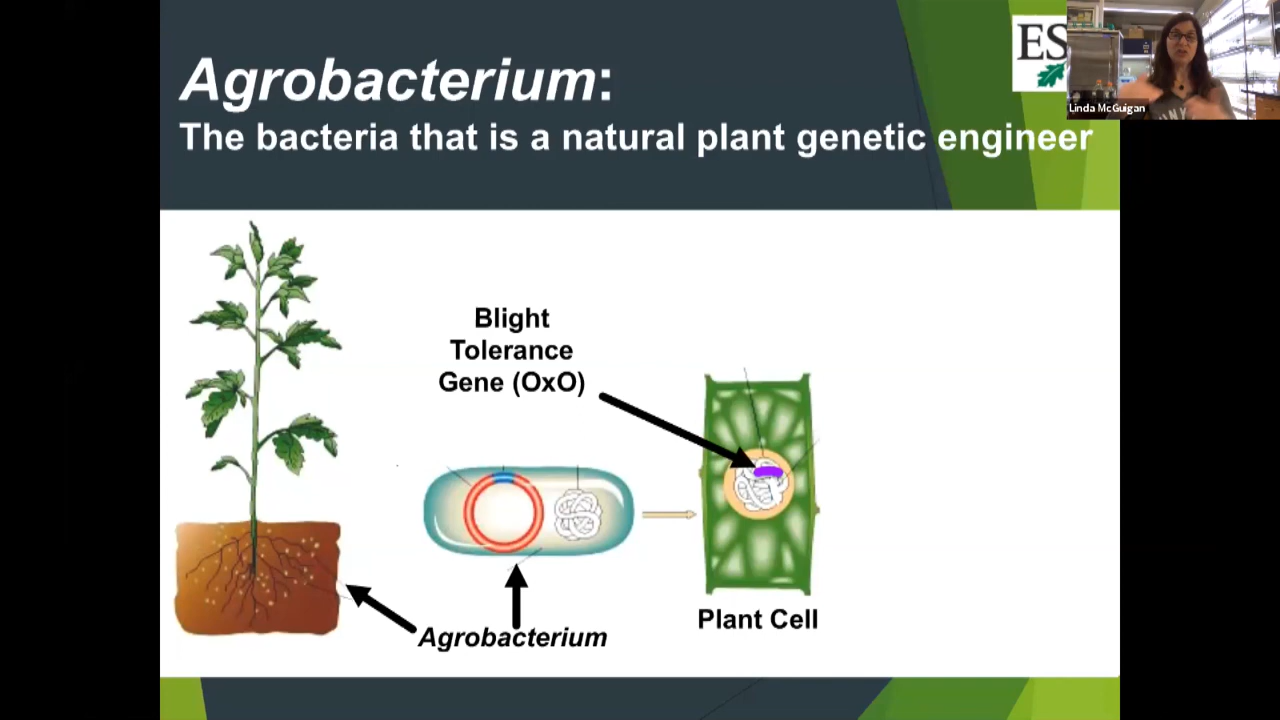 Agrobacterium:
The bacteria that is a natural plant genetic engineer
ES
Linda McGuigan
Blight
Tolerance
Gene (OxO)
Agrobacterium
Plant Cell